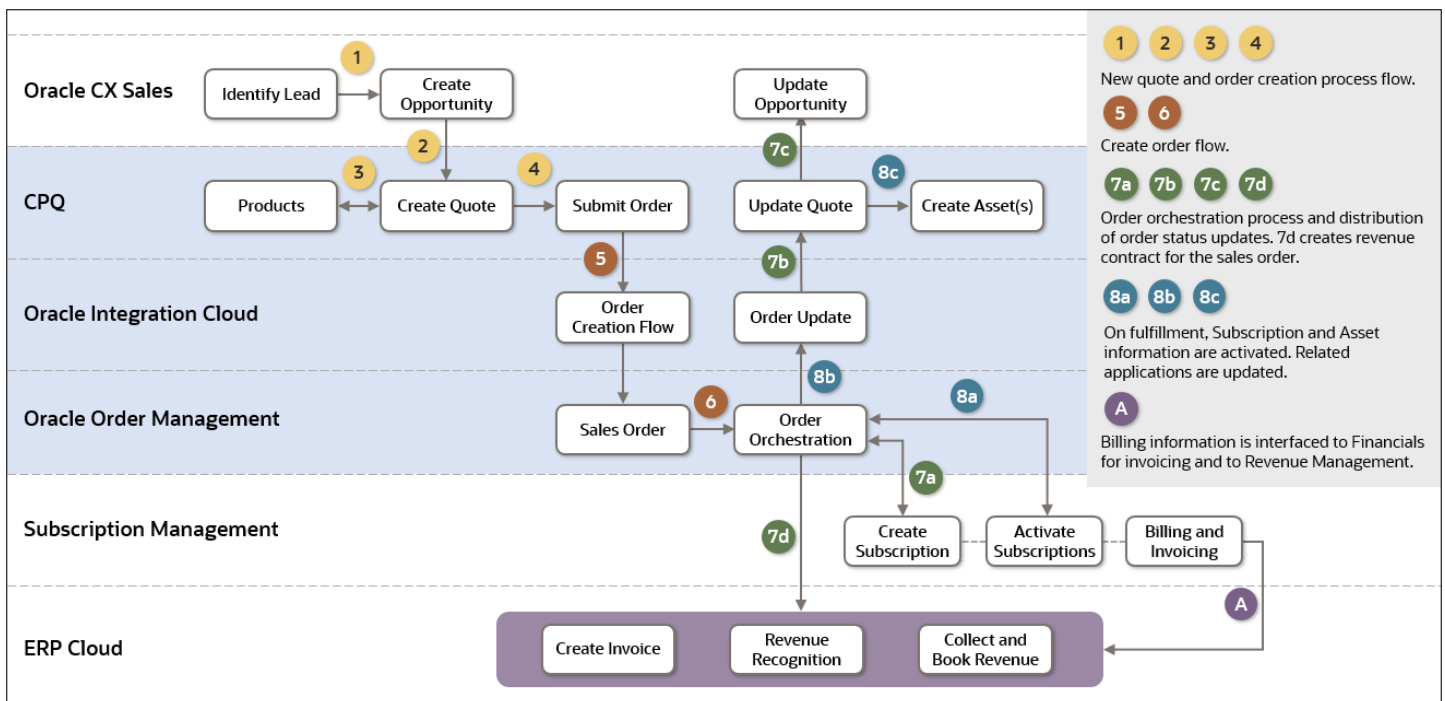 1
Oracle CX Sales
Identify Lead
Create
Opportunity
Update
Opportunity
2
7c
3
4
8c
CPQ
Products
Create Quote
Submit Order
Update Quote
Create Asset(s)
5
7b
Oracle Integration Cloud
Order
Creation Flow
Order Update
6
8b
8a
Oracle Order Management
Sales Order
Order
Orchestration
7a
Subscription Management
7d
Create
Subscription
Activate
Subscriptions
Billing and
Invoicing
A
ERP Cloud
Create Invoice
Revenue
Recognition
Collect and
Book Revenue
1 2 3 4
New quote and order creation process flow.
5 6
Create order flow.
7a 7b 7c 7d
Order orchestration process and distribution
of order status updates. 7d creates revenue
contract for the sales order.
8a 8b 8c
On fulfillment, Subscription and Asset
information are activated. Related
applications are updated.
A
Billing information is interfaced to Financials
for invoicing and to Revenue Management.